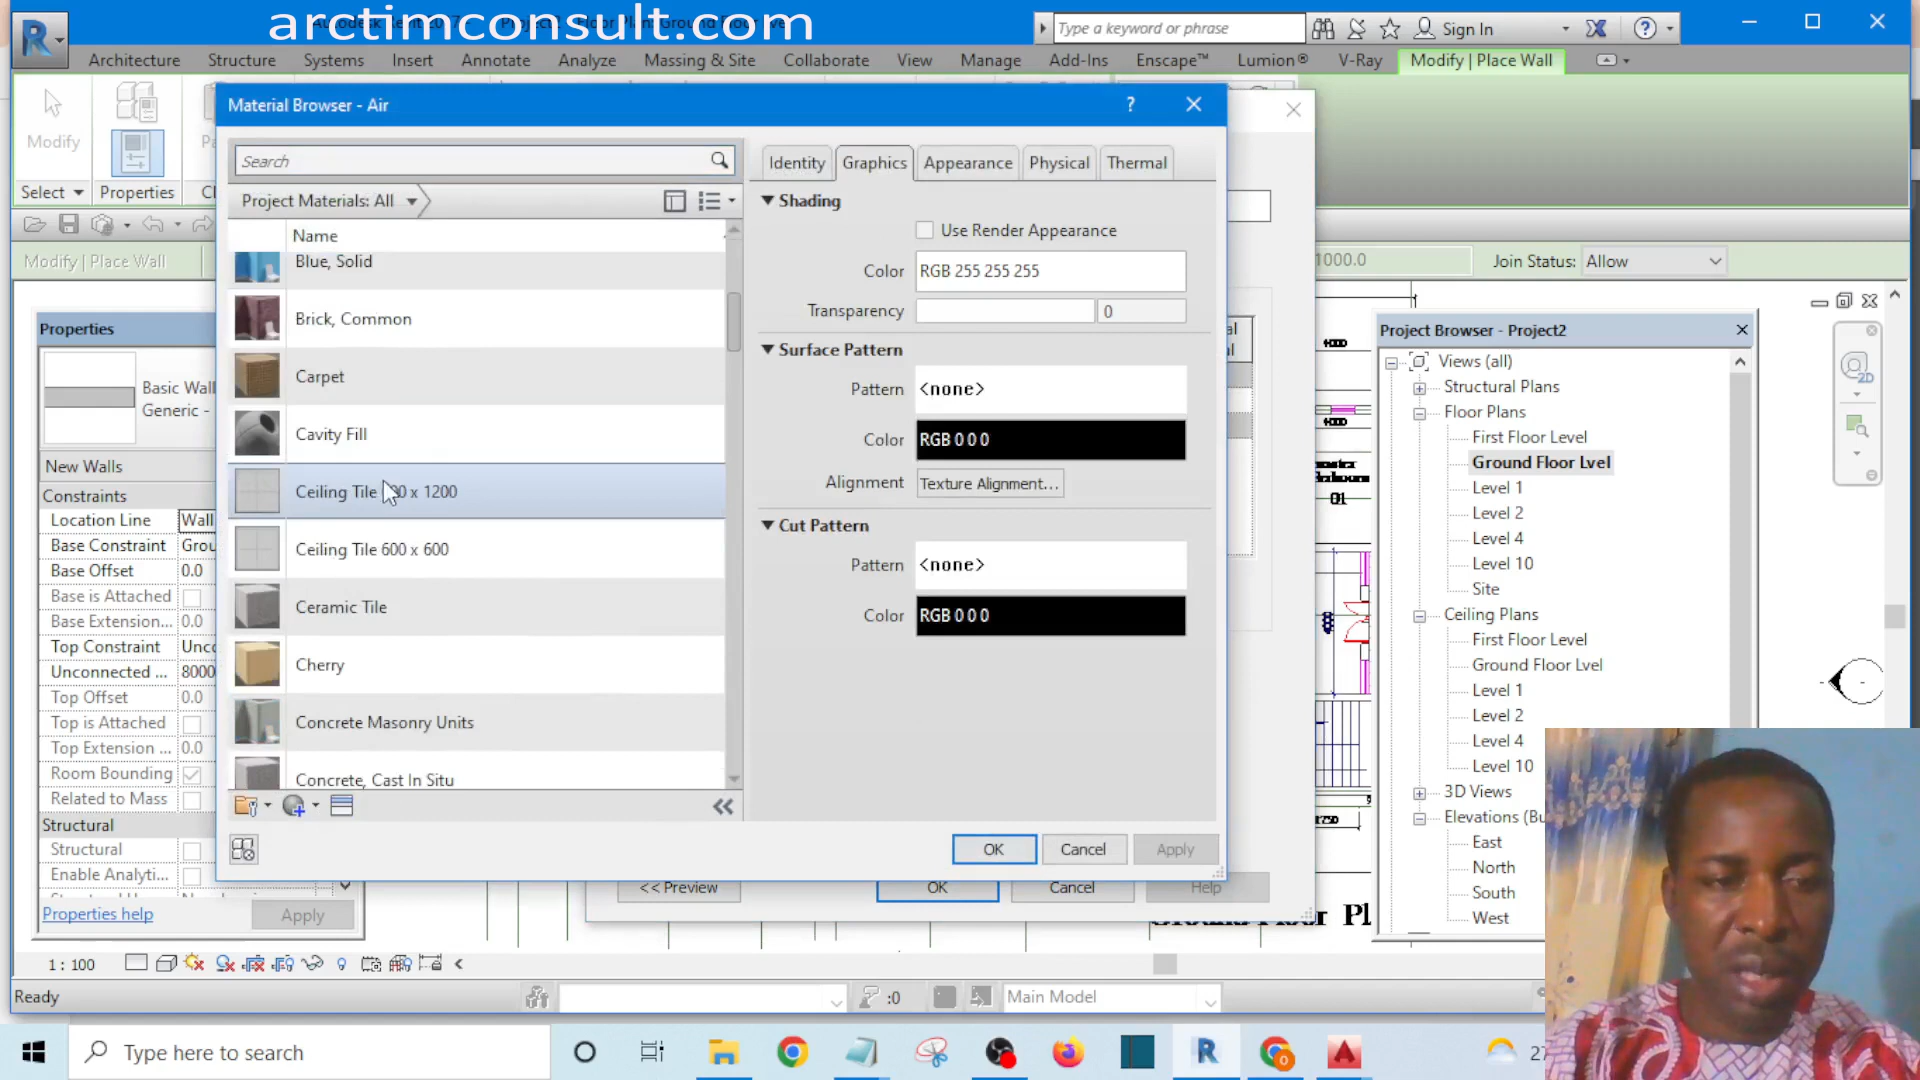 arctimconsult.com
Type a keyword or phrase
Sign In
Architecture Structure Systems Insert Annotate Analyze Massing & Site Collaborate View Manage Add-Ins Enscape™ Lumion® V-Ray Modify | Place Wall
Modify
Select Properties
Modify | Place Wall
1000.0 Join Status: Allow
Material Browser - Air
Search
Project Materials: All
Name
Blue, Solid
Brick, Common
Carpet
Cavity Fill
Ceiling Tile x 1200
Ceiling Tile 600 x 600
Ceramic Tile
Cherry
Concrete Masonry Units
Concrete, Cast In Situ
Identity Graphics Appearance Physical Thermal
Shading
Use Render Appearance
Color RGB 255 255 255
Transparency 0
Surface Pattern
Pattern <none>
Color RGB 0 0 0
Alignment Texture Alignment...
Cut Pattern
Pattern <none>
Color RGB 0 0 0
OK Cancel Apply
<< Preview OK Cancel Help
Properties
Basic Wall
Generic -
New Walls
Constraints
Location Line Wall
Base Constraint Grou
Base Offset 0.0
Base is Attached
Base Extension... 0.0
Top Constraint Unco
Unconnected ... 8000
Top Offset 0.0
Top is Attached
Top Extension ... 0.0
Room Bounding
Related to Mass
Structural
Structural
Enable Analyti...
Properties help Apply
Project Browser - Project2
Views (all)
Structural Plans
Floor Plans
First Floor Level
Ground Floor Lvel
Level 1
Level 2
Level 4
Level 10
Site
Ceiling Plans
First Floor Level
Ground Floor Lvel
Level 1
Level 2
Level 4
Level 10
3D Views
Elevations (Bu
East
North
South
West
2D
01
1 : 100
Ready
:0
Main Model
Type here to search
27